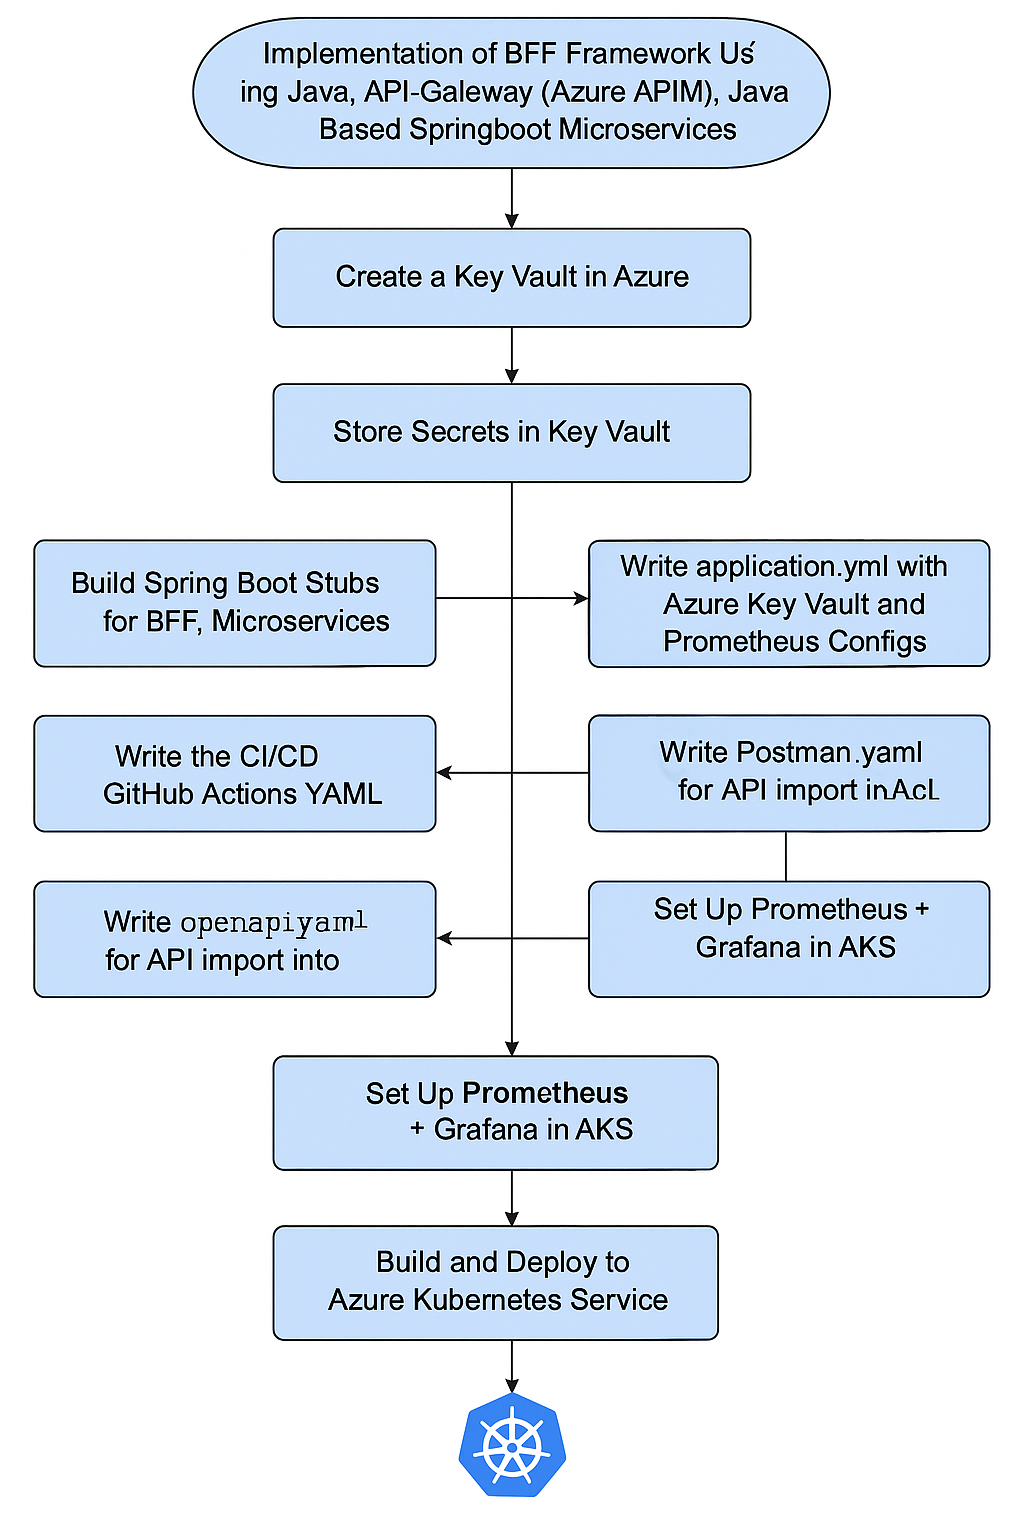 Implementation of BFF Framework Uś
ing Java, API-Galeway (Azure APIM), Java
Based Springboot Microservices
Create a Key Vault in Azure
Store Secrets in Key Vault
Build Spring Boot Stubs
for BFF, Microservices
Write application.yml with
Azure Key Vault and
Prometheus Configs
Write the CI/CD
GitHub Actions YAML
Write Postman.yaml
for API import in
Write openapiyaml
for API import into
Set Up Prometheus +
Grafana in AKS
Set Up Prometheus
+ Grafana in AKS
Build and Deploy to
Azure Kubernetes Service